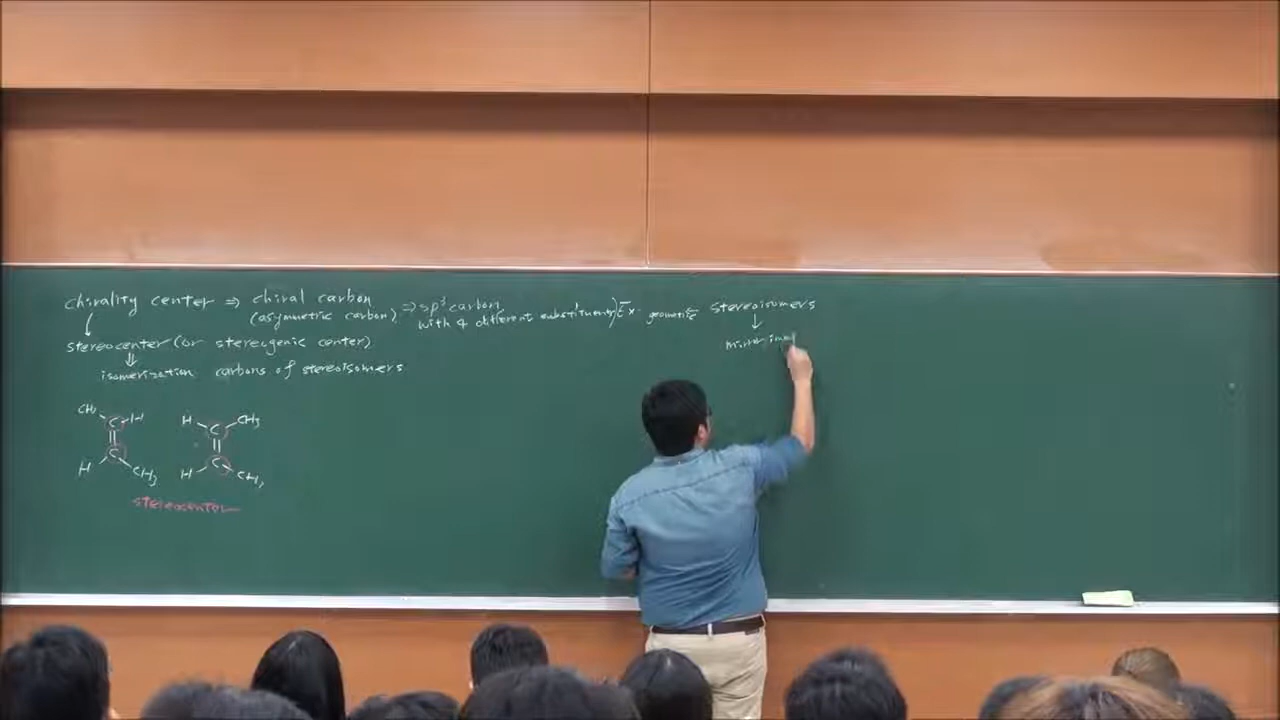 chirality center ⇒ chiral carbon
(asymmetric carbon) ⇒ sp³ carbon
with 4 different substituents)
Ex. geometric stereoisomers
mirror
stereocenter (or stereogenic center)
isomerization carbons of stereoisomers
CH₃ H H CH₃
C C
C C
H CH₃ H CH₃
stereocenter